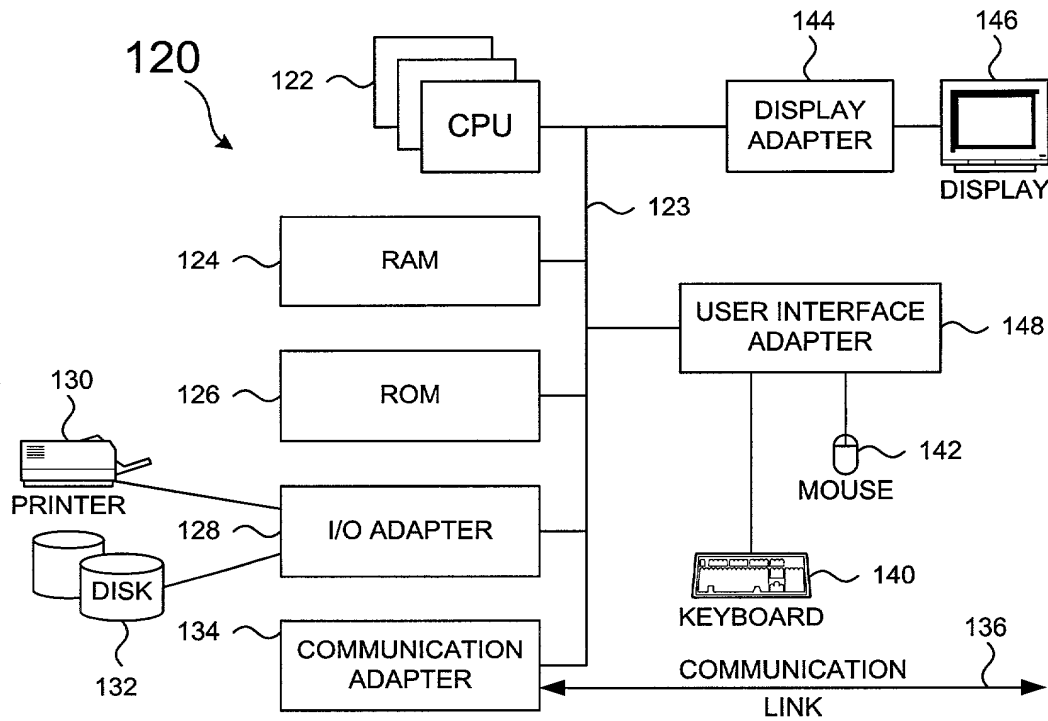 120
122
CPU
144
DISPLAY
ADAPTER
146
DISPLAY
123
124
RAM
USER INTERFACE
ADAPTER
148
126
ROM
130
PRINTER
142
MOUSE
128
I/O ADAPTER
DISK
132
140
KEYBOARD
134
COMMUNICATION
ADAPTER
COMMUNICATION
LINK
136